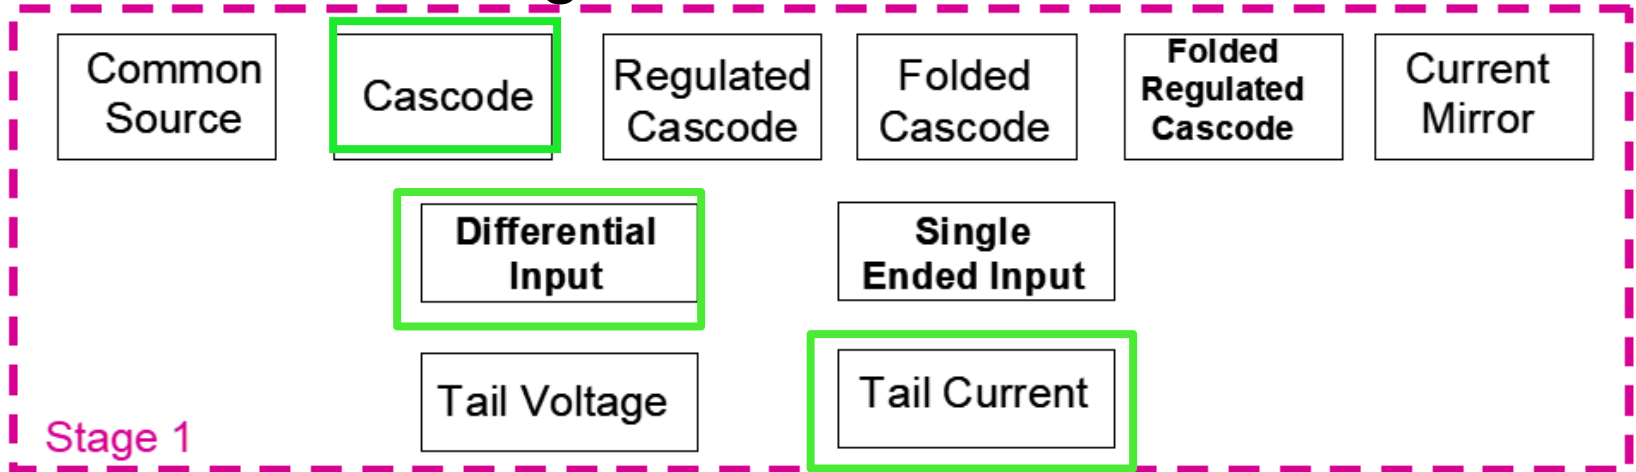 Common
Source
Cascode
Regulated
Cascode
Folded
Cascode
Folded
Regulated
Cascode
Current
Mirror
Differential
Input
Single
Ended Input
Tail Voltage
Tail Current
Stage 1